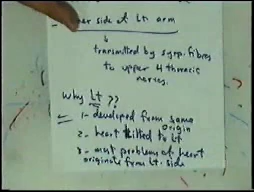 side of Lt. arm
transmitted by symp. fibres
to upper 4 thoracic
nerves.
Why Lt ??
1- developed from same
origin
2- heart tilted to Lt
3- most problems of heart
originate from Lt. side